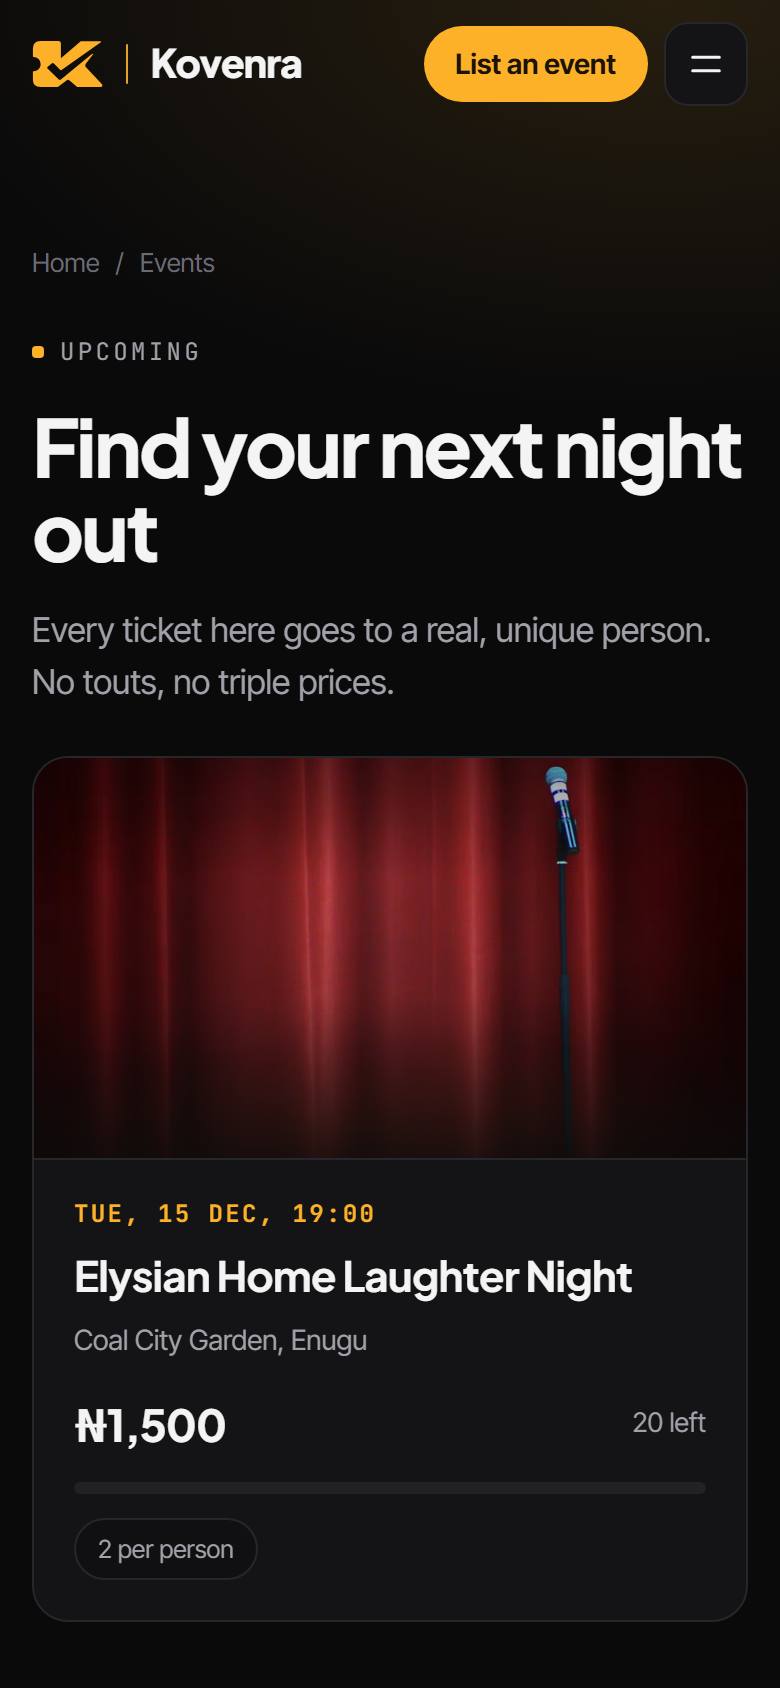 Kovenra
List an event
Home / Events
UPCOMING
Find your next night
out
Every ticket here goes to a real, unique person.
No touts, no triple prices.
TUE, 15 DEC, 19:00
Elysian Home Laughter Night
Coal City Garden, Enugu
₦1,500
20 left
2 per person